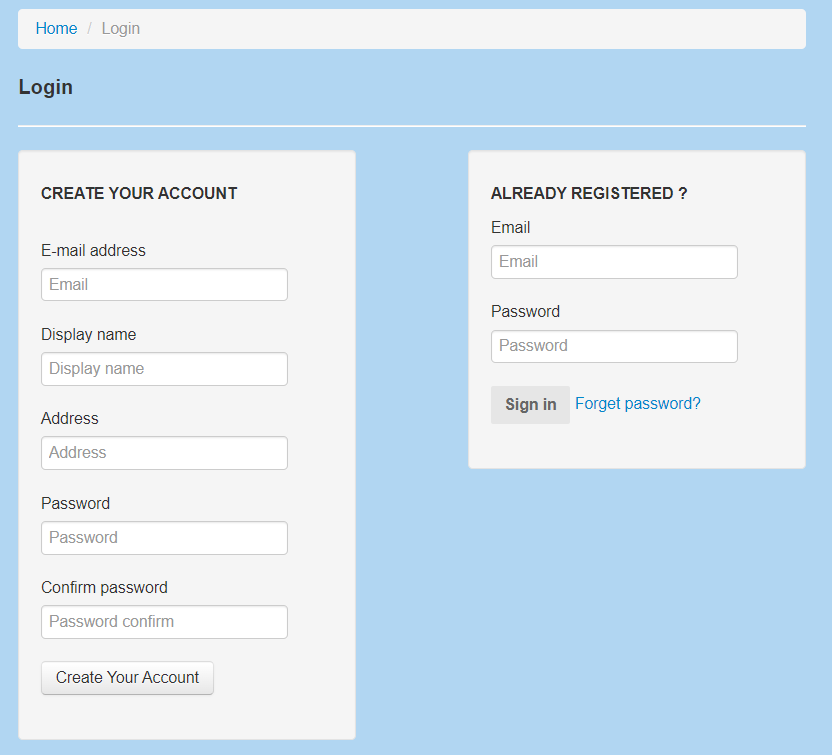 Home / Login
Login
CREATE YOUR ACCOUNT
E-mail address
Email
Display name
Display name
Address
Address
Password
Password
Confirm password
Password confirm
Create Your Account
ALREADY REGISTERED ?
Email
Email
Password
Password
Sign in Forget password?